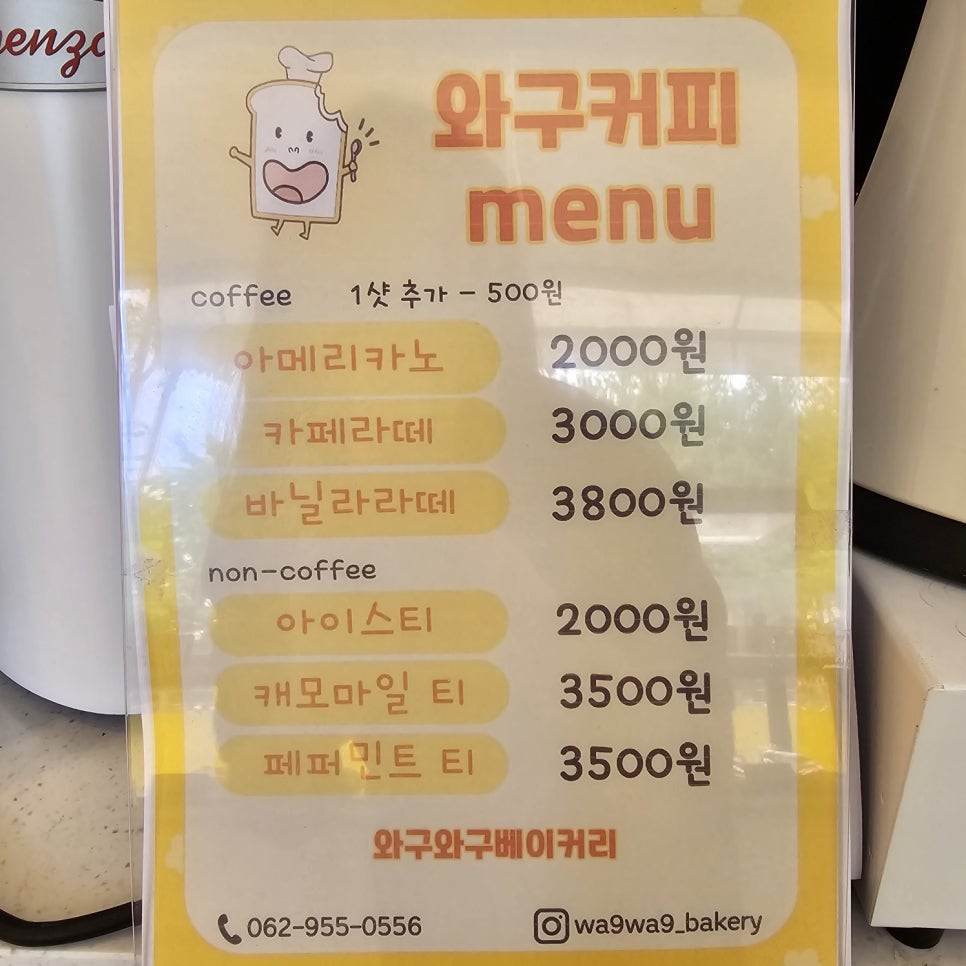 와구커피
menu
coffee 1샷 추가 - 500원
아메리카노 2000원
카페라떼 3000원
바닐라라떼 3800원
non-coffee
아이스티 2000원
캐모마일 티 3500원
페퍼민트 티 3500원
와구와구베이커리
062-955-0556 wa9wa9_bakery